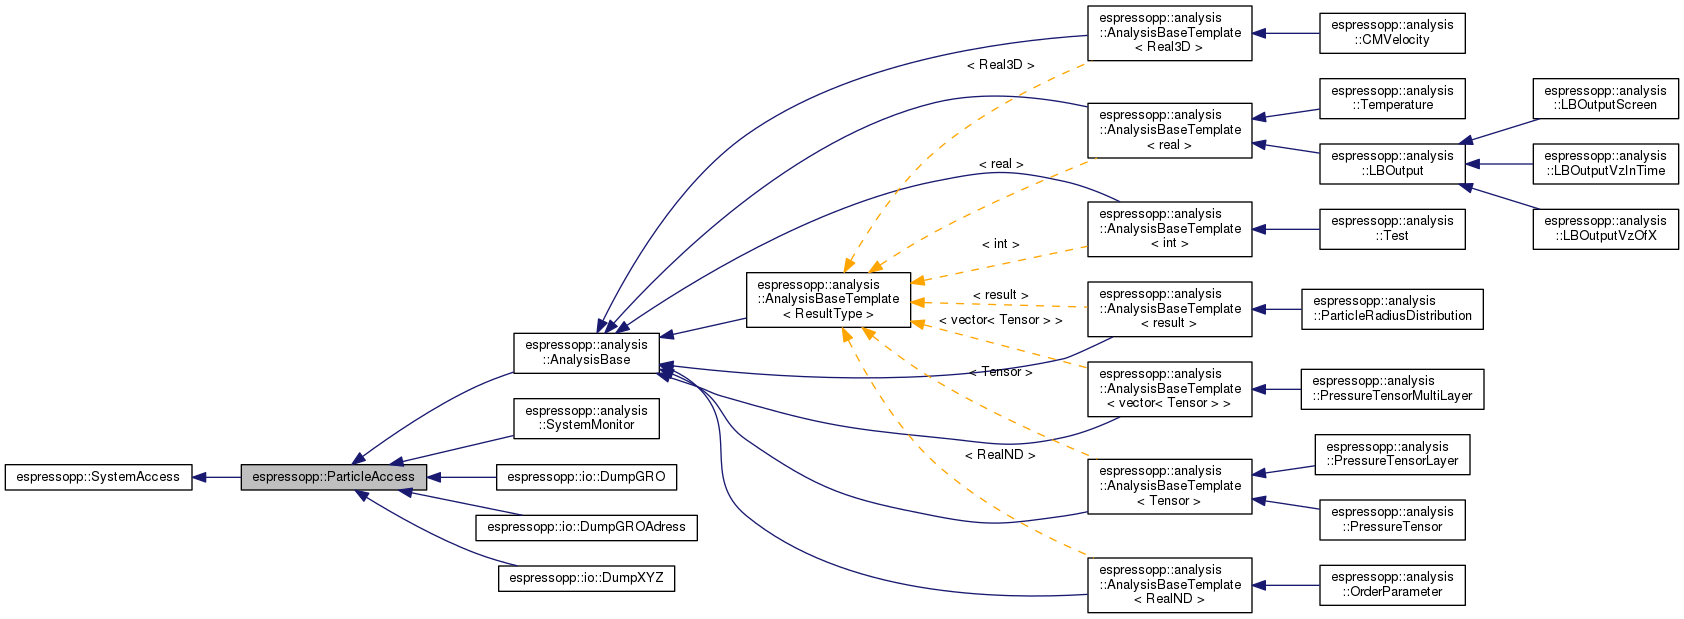 espressopp::SystemAccess
espressopp::ParticleAccess
espressopp::analysis
::AnalysisBase
espressopp::analysis
::SystemMonitor
espressopp::io::DumpGRO
espressopp::io::DumpGROAdress
espressopp::io::DumpXYZ
espressopp::analysis
::AnalysisBaseTemplate
< ResultType >
< Real3D >
< real >
< int >
< result >
< vector< Tensor > >
< Tensor >
< RealND >
espressopp::analysis
::AnalysisBaseTemplate
< Real3D >
espressopp::analysis
::AnalysisBaseTemplate
< real >
espressopp::analysis
::AnalysisBaseTemplate
< int >
espressopp::analysis
::AnalysisBaseTemplate
< result >
espressopp::analysis
::AnalysisBaseTemplate
< vector< Tensor > >
espressopp::analysis
::AnalysisBaseTemplate
< Tensor >
espressopp::analysis
::AnalysisBaseTemplate
< RealND >
espressopp::analysis
::CMVelocity
espressopp::analysis
::Temperature
espressopp::analysis
::LBOutput
espressopp::analysis
::Test
espressopp::analysis
::ParticleRadiusDistribution
espressopp::analysis
::PressureTensorMultiLayer
espressopp::analysis
::PressureTensorLayer
espressopp::analysis
::PressureTensor
espressopp::analysis
::OrderParameter
espressopp::analysis
::LBOutputScreen
espressopp::analysis
::LBOutputVzInTime
espressopp::analysis
::LBOutputVzOfX